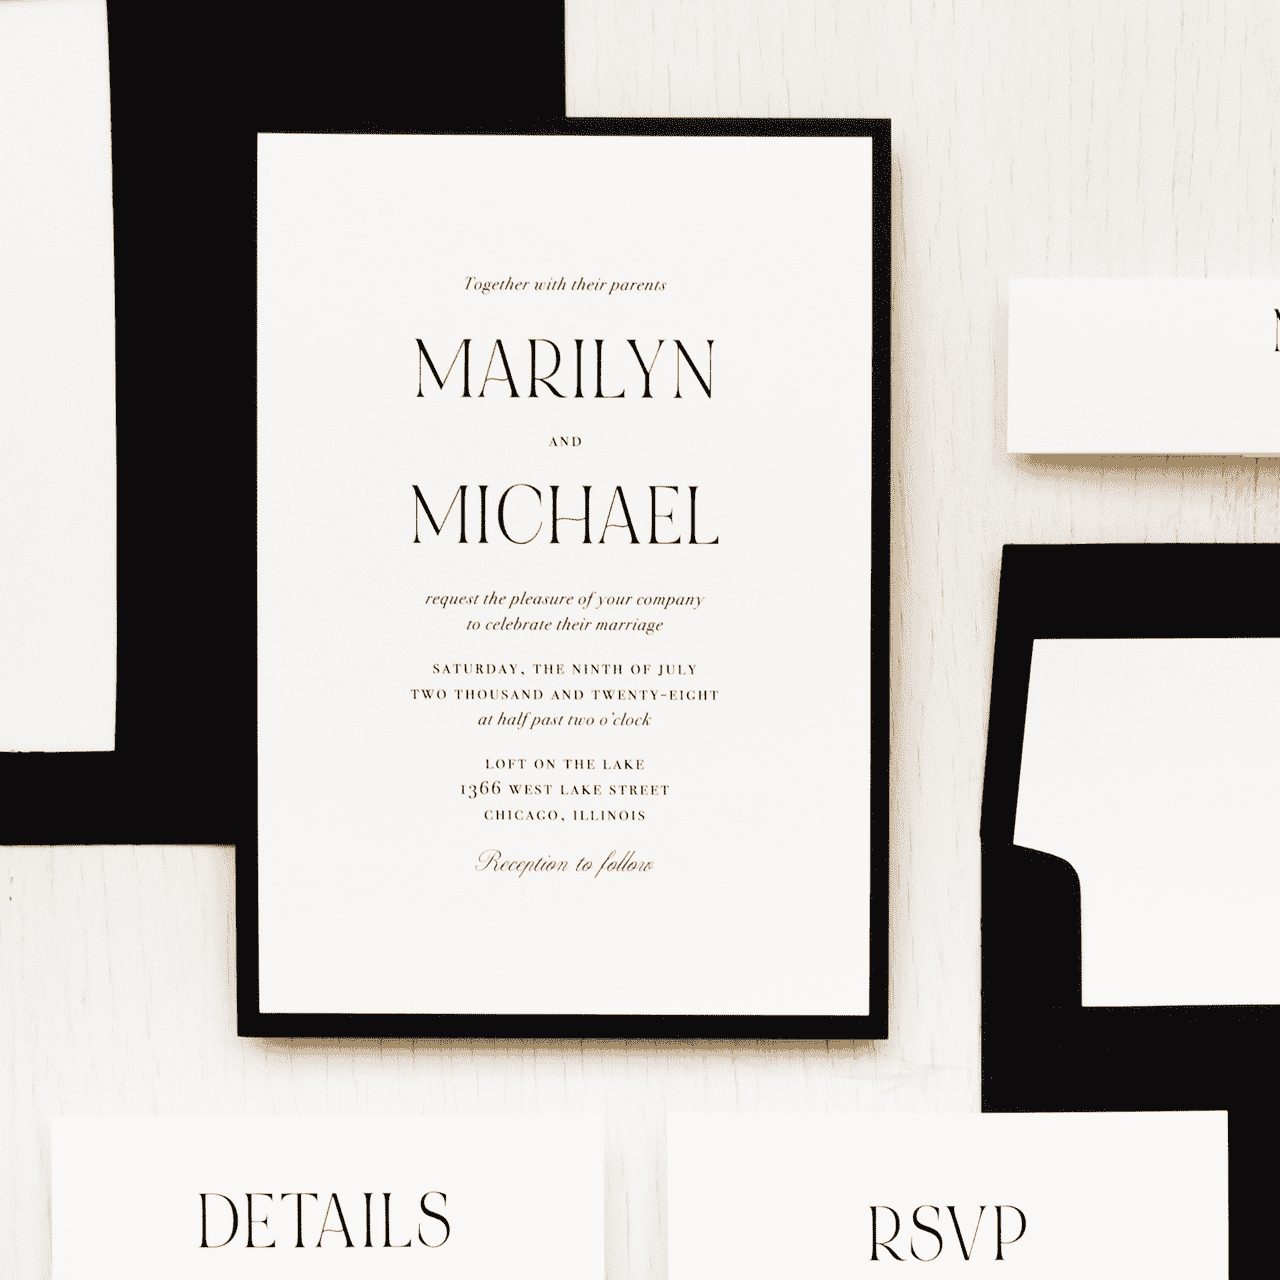 Together with their parents
MARILYN
AND
MICHAEL
request the pleasure of your company
to celebrate their marriage
SATURDAY, THE NINTH OF JULY
TWO THOUSAND AND TWENTY-EIGHT
at half past two o'clock
LOFT ON THE LAKE
1366 WEST LAKE STREET
CHICAGO, ILLINOIS
Reception to follow
DETAILS
RSVP